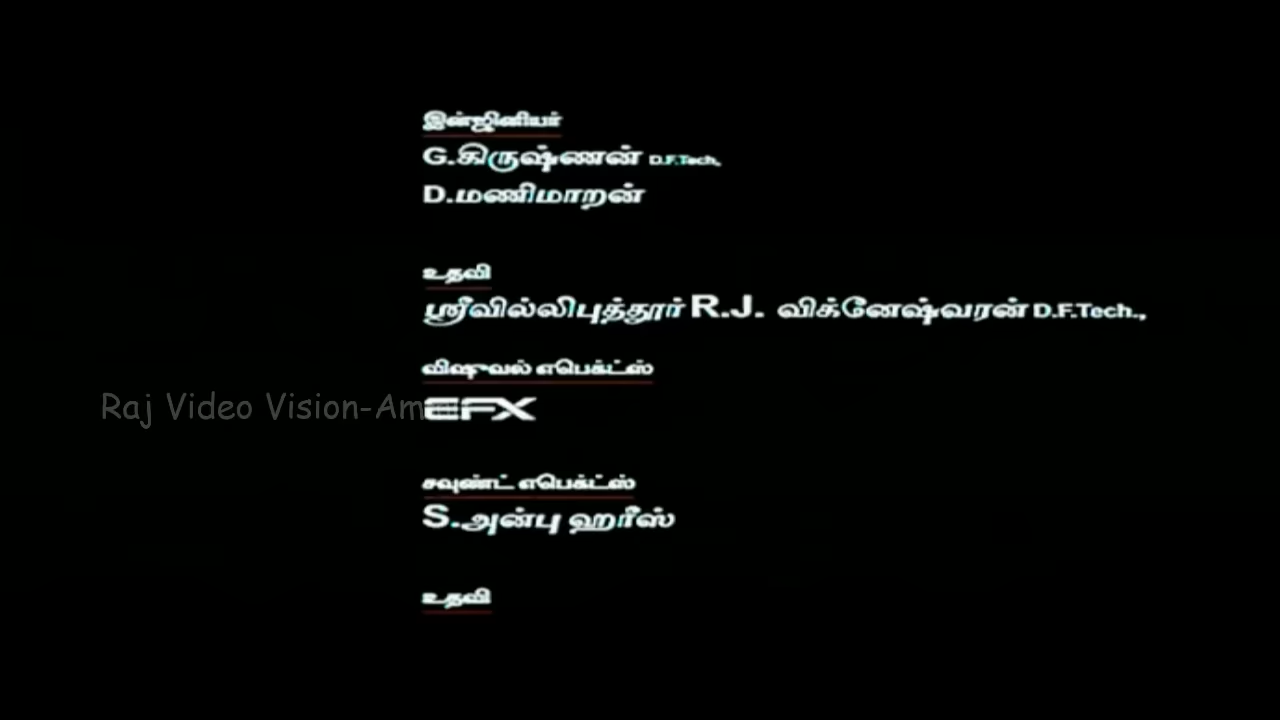 இன்ஜினியர்
G.கிருஷ்ணன் D.F.Tech,
D.மணிமாறன்
உதவி
ஸ்ரீவில்லிபுத்தூர் R.J. விக்னேஷ்வரன் D.F.Tech.,
விஷுவல் எபெக்ட்ஸ்
Raj Video Vision-Am
EFX
சவுண்ட் எபெக்ட்ஸ்
S.அன்பு ஹரீஸ்
உதவி